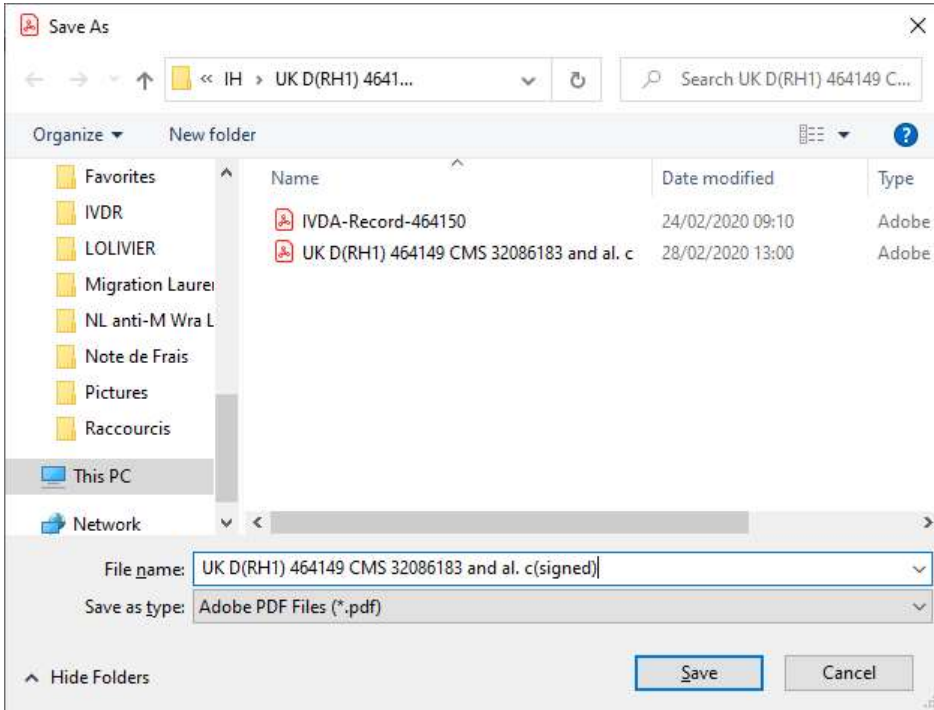 Save As
« IH › UK D(RH1) 4641... Search UK D(RH1) 464149 C...
Organize New folder ?
Name Date modified Type
Favorites
IVDR
LOLIVIER
Migration Laure
NL anti-M Wra L
Note de Frais
Pictures
Raccourcis
This PC
Network
IVDA-Record-464150 24/02/2020 09:10 Adobe
UK D(RH1) 464149 CMS 32086183 and al. c 28/02/2020 13:00 Adobe
File name: UK D(RH1) 464149 CMS 32086183 and al. c(signed)
Save as type: Adobe PDF Files (*.pdf)
Hide Folders Save Cancel